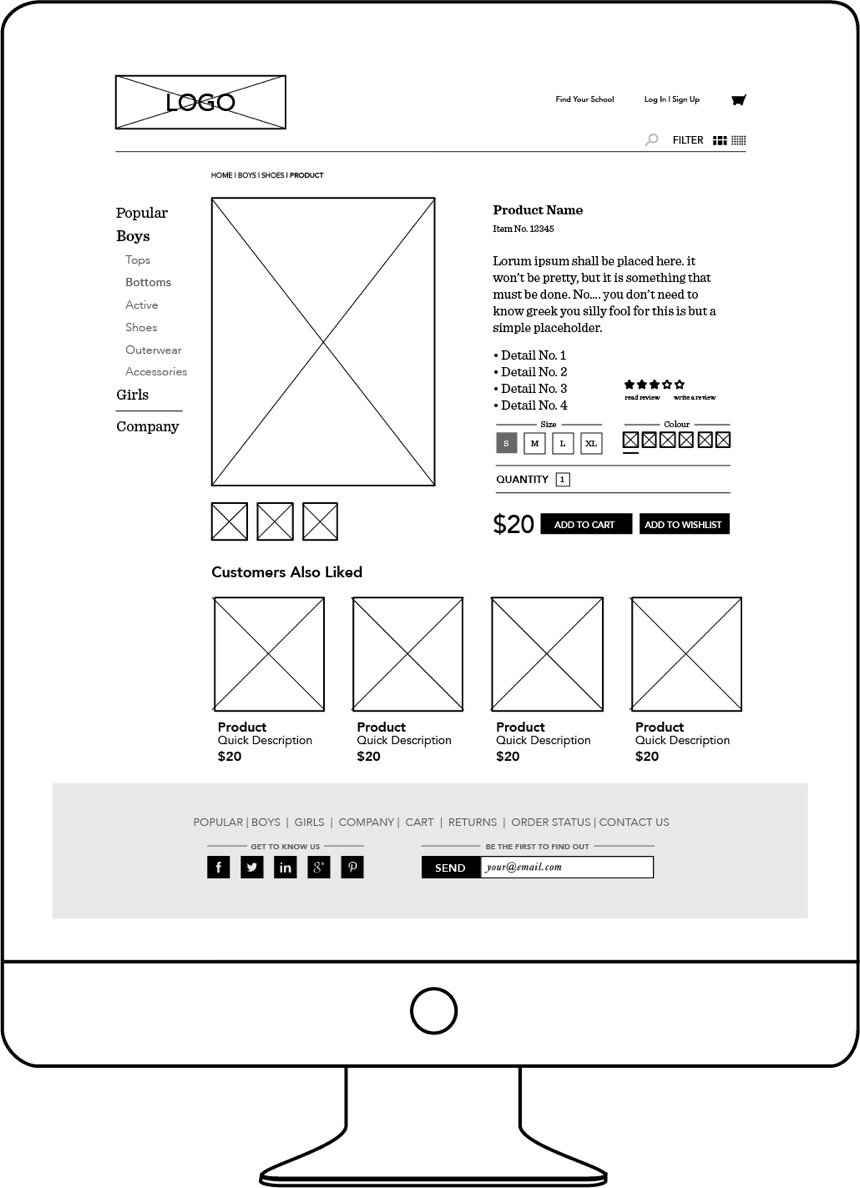 LOGO
Find Your School
Log In | Sign Up
FILTER
HOME | BOYS | SHOES | PRODUCT
Popular
Boys
Tops
Bottoms
Active
Shoes
Outerwear
Accessories
Girls
Company
Product Name
Item No. 12345
Lorum ipsum shall be placed here. it
won't be pretty, but it is something that
must be done. No.... you don't need to
know greek you silly fool for this is but a
simple placeholder.
• Detail No. 1
• Detail No. 2
• Detail No. 3
• Detail No. 4
read review
write a review
Size
S M L XL
Colour
QUANTITY 1
$20 ADD TO CART ADD TO WISHLIST
Customers Also Liked
Product
Quick Description
$20
Product
Quick Description
$20
Product
Quick Description
$20
Product
Quick Description
$20
POPULAR | BOYS | GIRLS | COMPANY | CART | RETURNS | ORDER STATUS | CONTACT US
GET TO KNOW US
f in g+ P
BE THE FIRST TO FIND OUT
SEND your@email.com